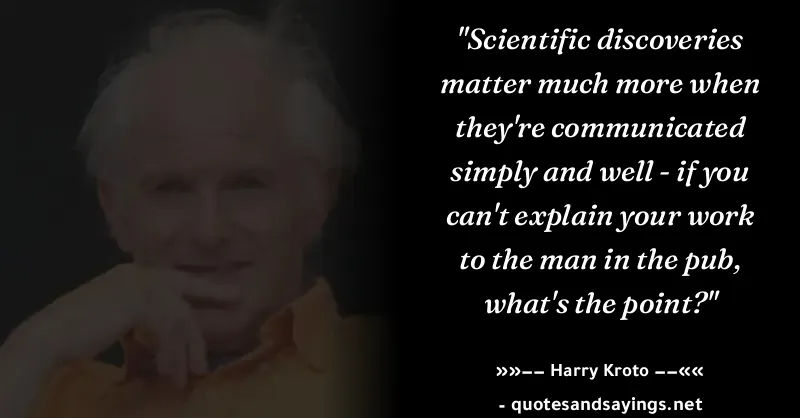 "Scientific discoveries
matter much more when
they're communicated
simply and well - if you
can't explain your work
to the man in the pub,
what's the point?"
»»−− Harry Kroto −−««
- quotesandsayings.net